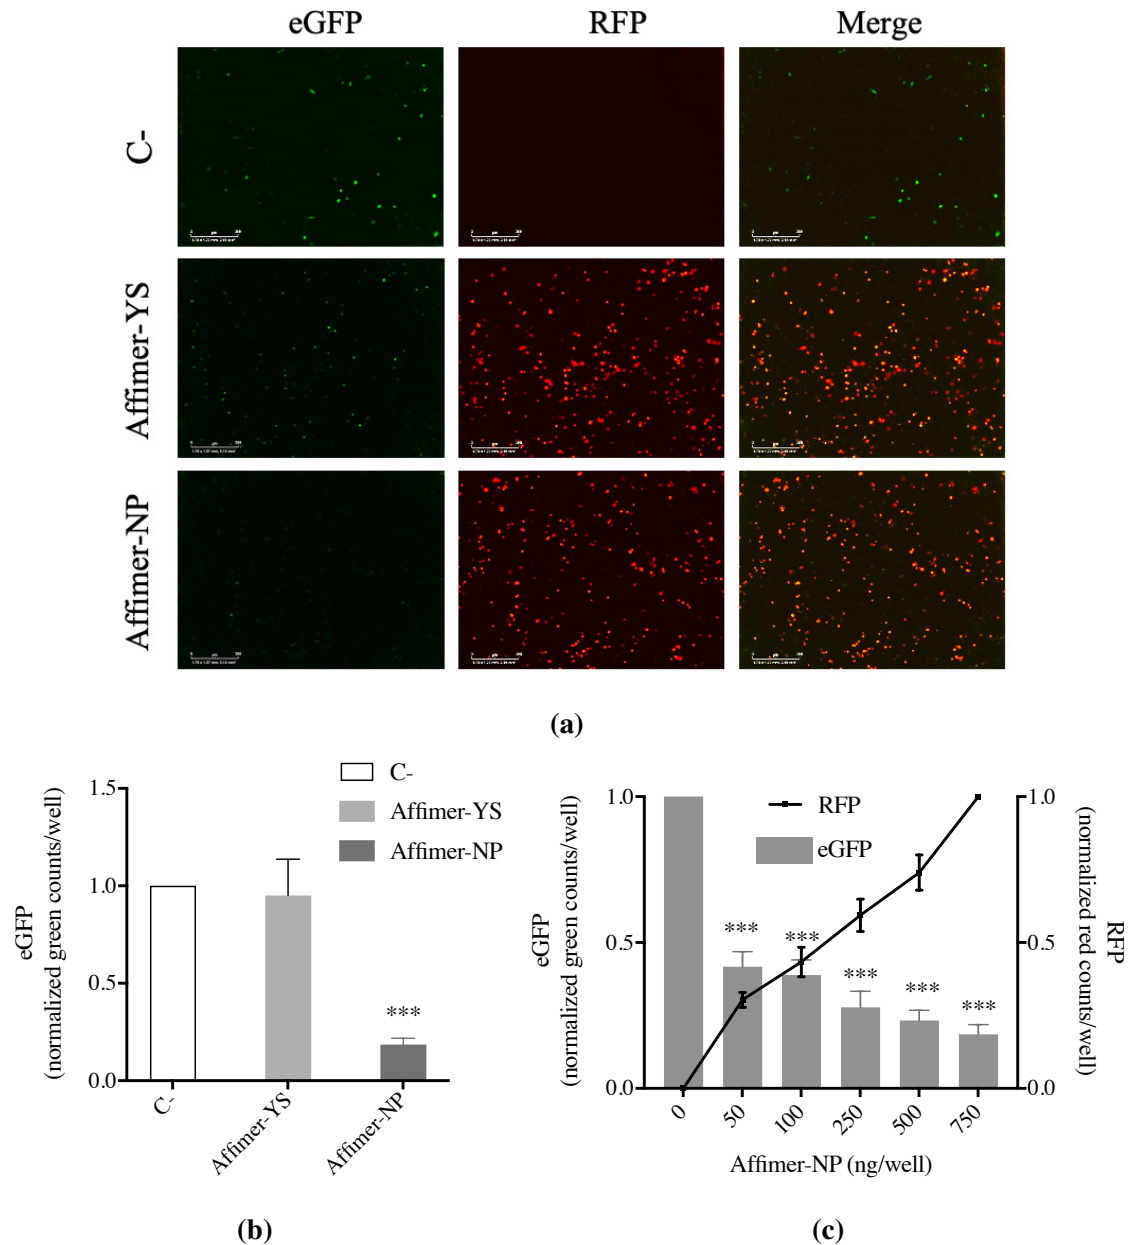 eGFP RFP Merge
C-
Affimer-YS
Affimer-NP
(a)
C-
Affimer-YS
Affimer-NP
1.5
1.0
0.5
0.0
eGFP
(normalized green counts/well)
***
C-
Affimer-YS
Affimer-NP
(b)
RFP
eGFP
1.0
0.5
0.0
eGFP
(normalized green counts/well)
1.0
0.5
0.0
RFP
(normalized red counts/well)
***
***
***
***
***
0 50 100 250 500 750
Affimer-NP (ng/well)
(c)